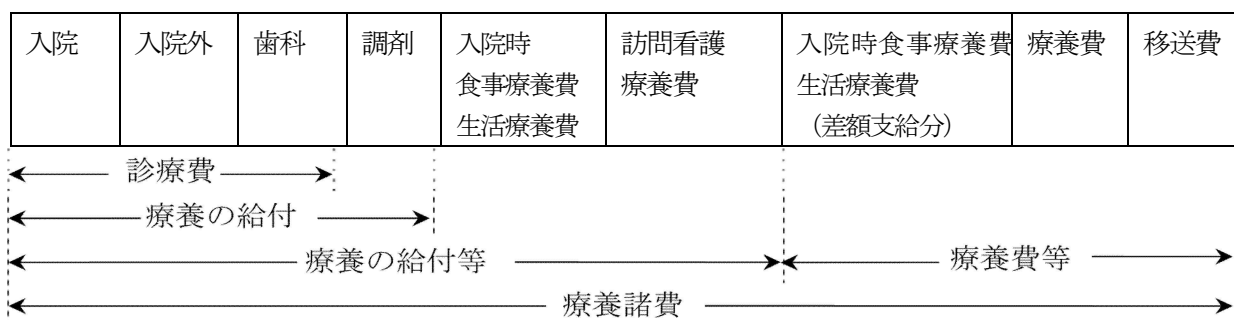 入院
入院外
歯科
調剤
入院時
食事療養費
生活療養費
訪問看護
療養費
入院時食事療養費
生活療養費
（差額支給分）
療養費
移送費
診療費
療養の給付
療養の給付等
療養費等
療養諸費